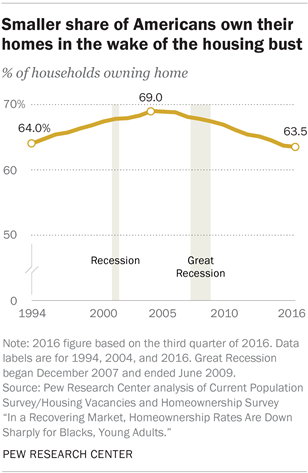 Smaller share of Americans own their
homes in the wake of the housing bust
% of households owning home
70%
69.0
64.0%
63.5
60
50
Recession
Great
Recession
0
1994
2000
2005
2010
2016
Note: 2016 figure based on the third quarter of 2016. Data
labels are for 1994, 2004, and 2016. Great Recession
began December 2007 and ended June 2009.
Source: Pew Research Center analysis of Current Population
Survey/Housing Vacancies and Homeownership Survey
“In a Recovering Market, Homeownership Rates Are Down
Sharply for Blacks, Young Adults.”
PEW RESEARCH CENTER